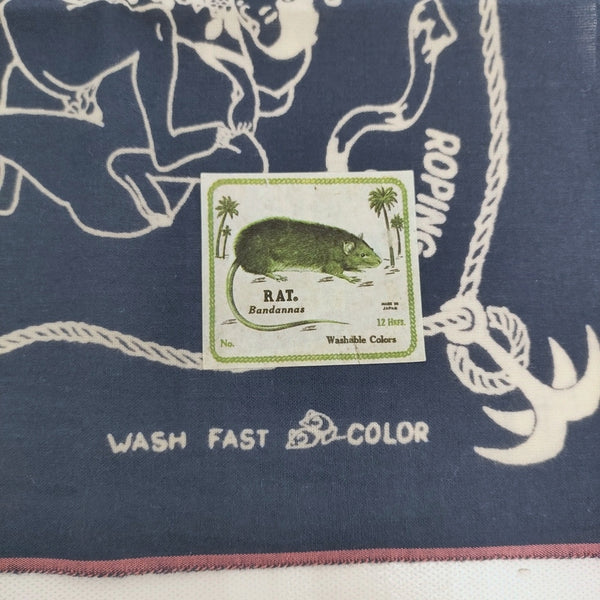 ROPING
RAT®
Bandannas
MADE IN
JAPAN
12 HKFS.
No.
Washable Colors
WASH FAST COLOR